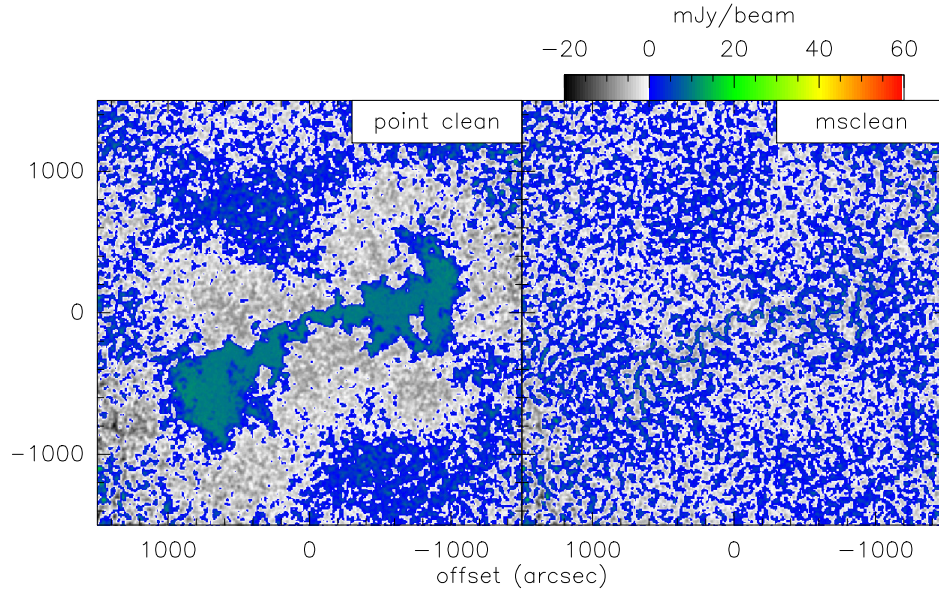 mJy/beam
−20 0 20 40 60
point clean msclean
1000
0
−1000
1000 0 −1000 1000 0 −1000
offset (arcsec)